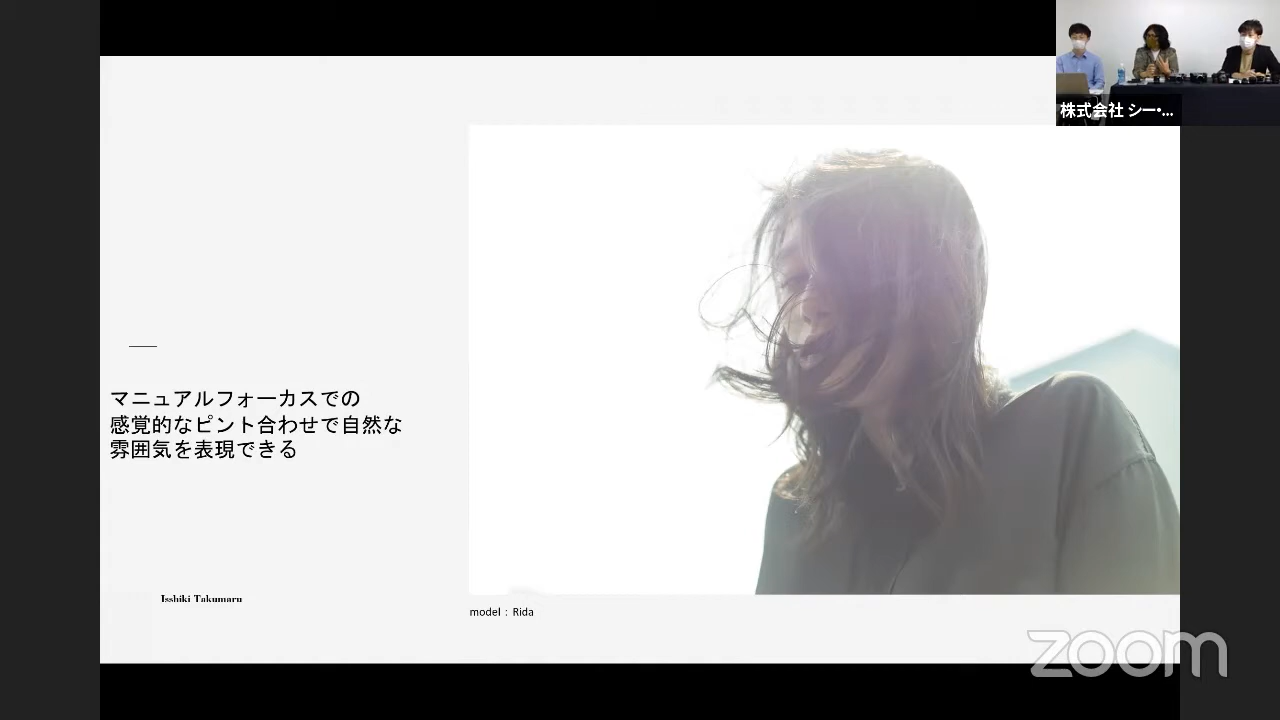 株式会社 シー・...
マニュアルフォーカスでの
感覚的なピント合わせで自然な
雰囲気を表現できる
Isshiki Takumaru
model : Rida
zoom